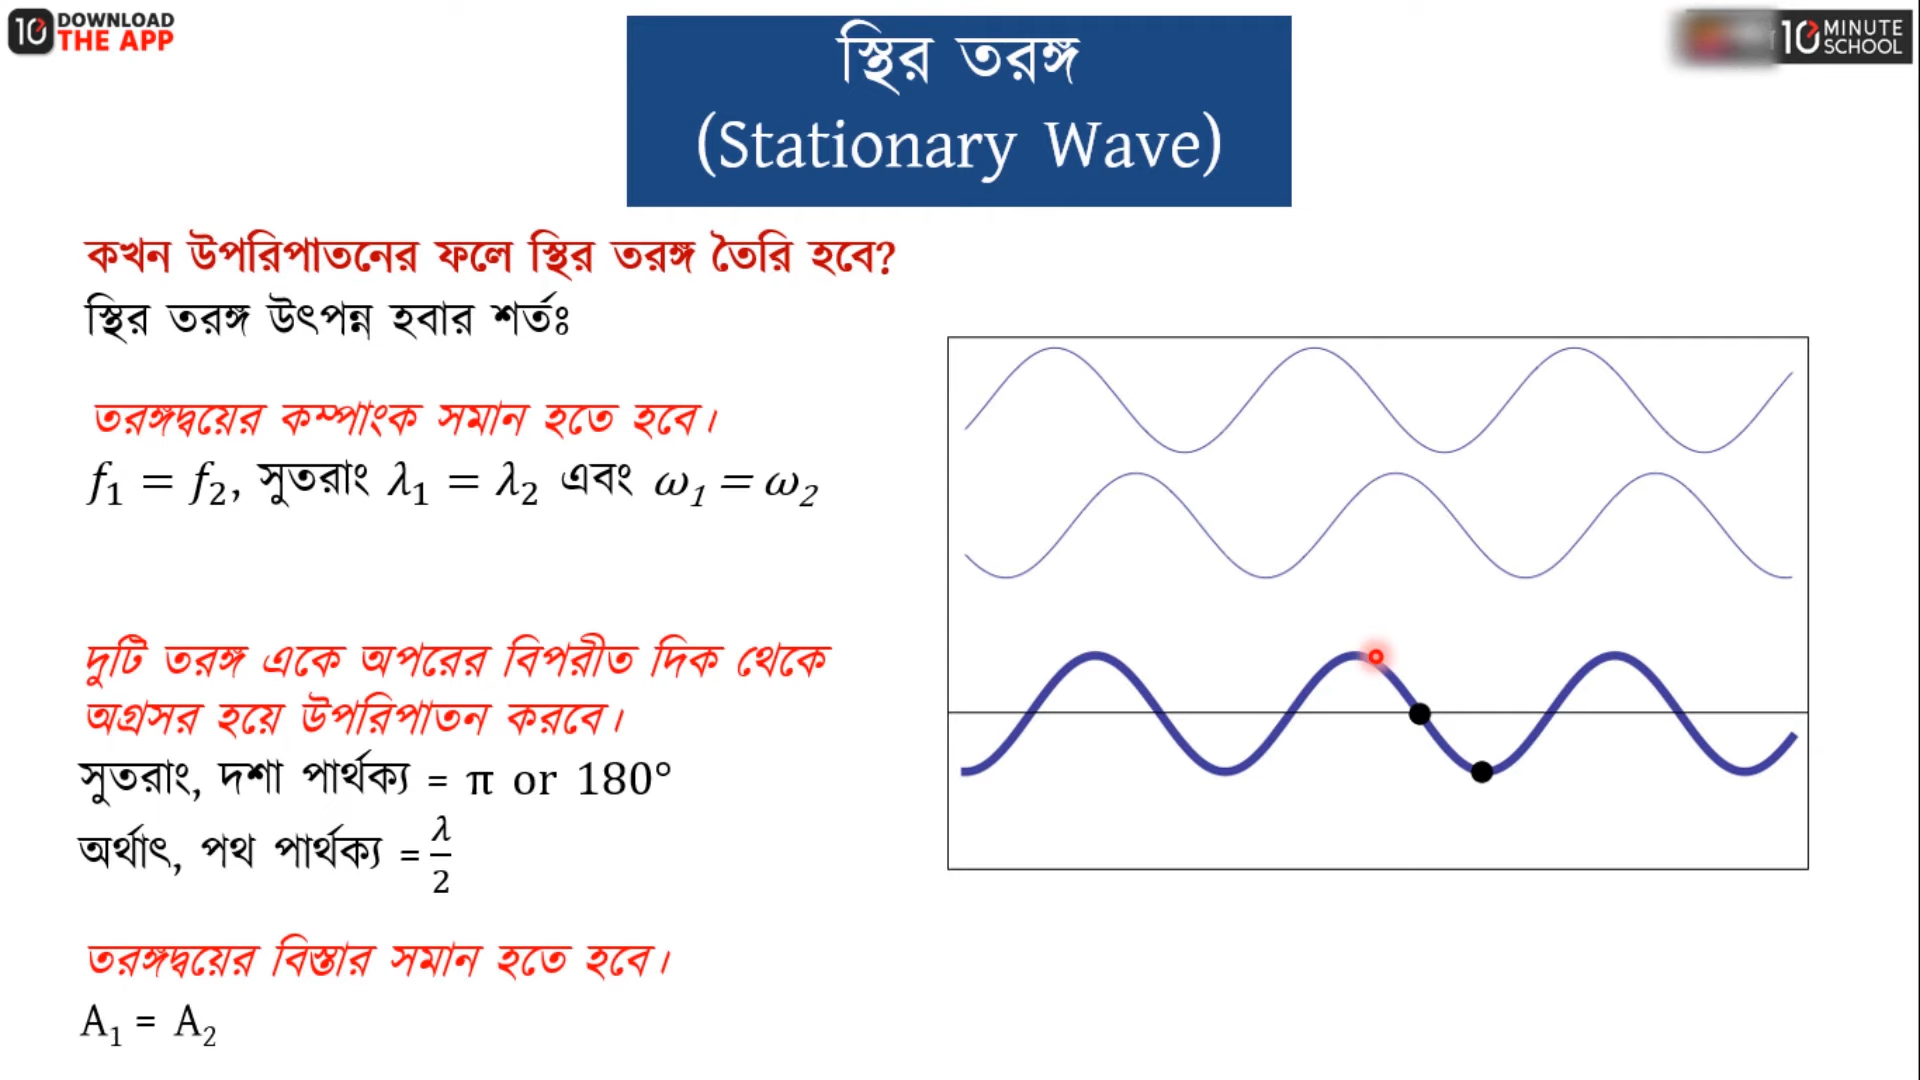 10 DOWNLOAD
THE APP
10 MINUTE
SCHOOL
স্থির তরঙ্গ
(Stationary Wave)
কখন উপরিপাতনের ফলে স্থির তরঙ্গ তৈরি হবে?
স্থির তরঙ্গ উৎপন্ন হবার শর্তঃ
তরঙ্গদ্বয়ের কম্পাংক সমান হতে হবে।
f₁ = f₂, সুতরাং λ₁ = λ₂ এবং ω₁ = ω₂
দুটি তরঙ্গ একে অপরের বিপরীত দিক থেকে
অগ্রসর হয়ে উপরিপাতন করবে।
সুতরাং, দশা পার্থক্য = π or 180°
অর্থাৎ, পথ পার্থক্য = λ/2
তরঙ্গদ্বয়ের বিস্তার সমান হতে হবে।
A₁ = A₂